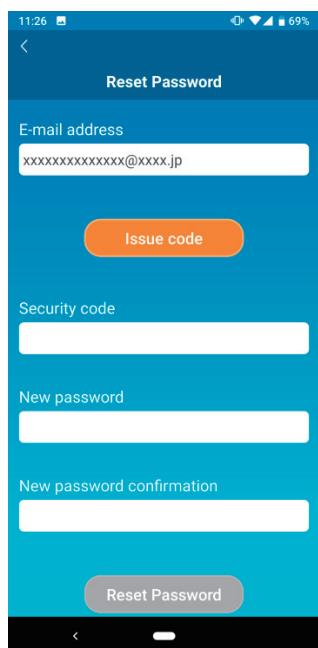 11:26 69%
Reset Password
E-mail address
xxxxxxxxxxxxxx@xxxx.jp
Issue code
Security code
New password
New password confirmation
Reset Password